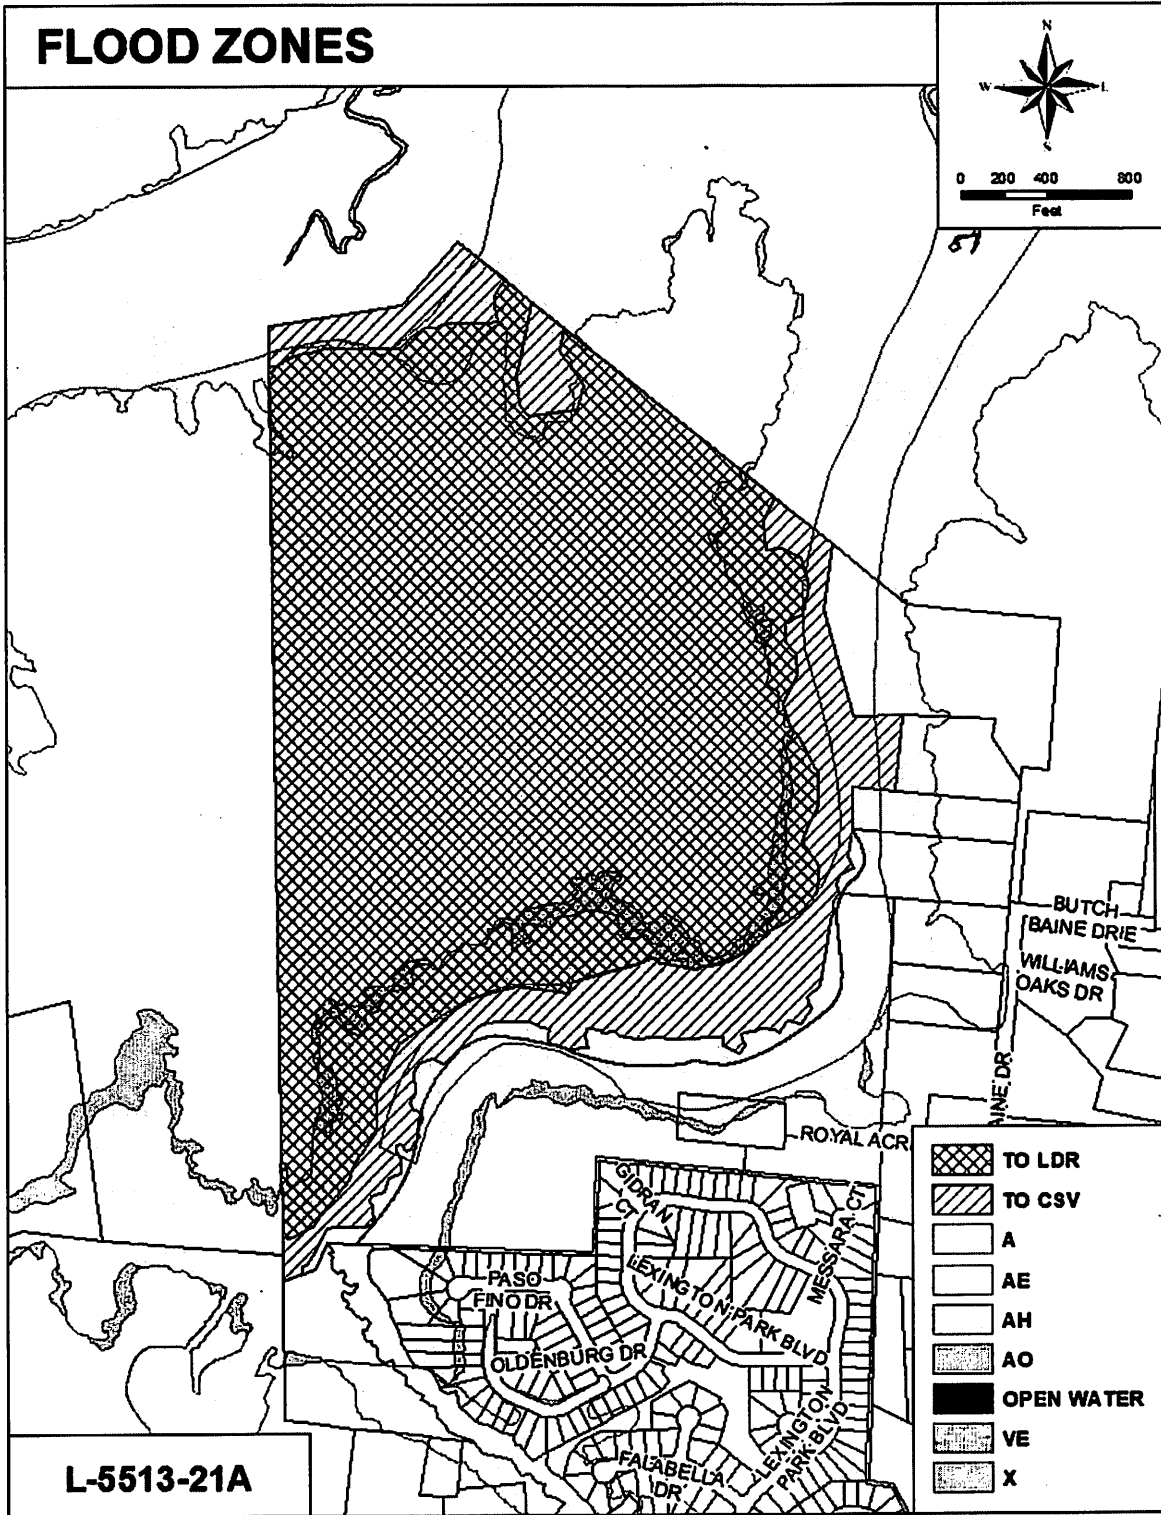 FLOOD ZONES
N
W
S
0 200 400 800
Feet
BUTCH
BAINE DRIE
WILLIAMS
OAKS DR
AINE DR
ROYAL ACR
GIDRAN
CT
MESSARA CT
LEXINGTON PARK BLVD
PASO
FINO DR
OLDENBURG DR
LEXINGTON
PARK BLVD
FALABELLA
DR
TO LDR
TO CSV
A
AE
AH
AO
OPEN WATER
VE
X
L-5513-21A